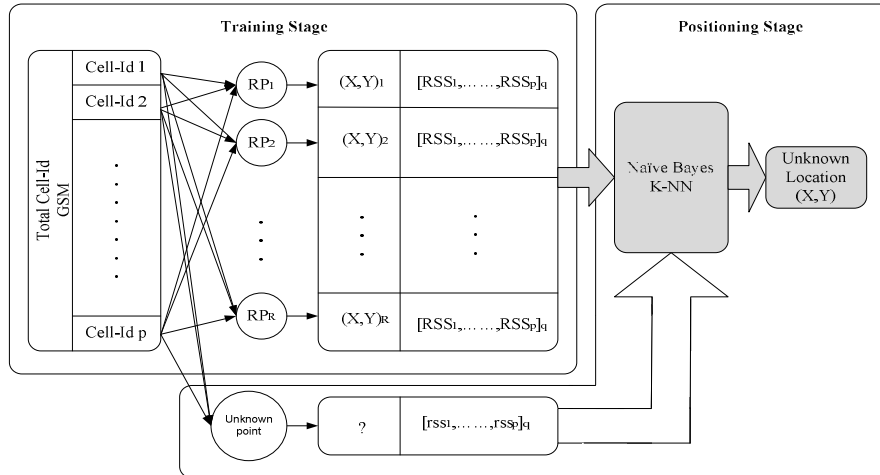 Training Stage
Positioning Stage
Total Cell-Id
GSM
Cell-Id 1
Cell-Id 2
Cell-Id p
RP1
RP2
RPR
(X,Y)1
[RSS1,... ...,RSSp]q
(X,Y)2
[RSS1,... ...,RSSp]q
(X,Y)R
[RSS1,... ...,RSSp]q
Naïve Bayes
K-NN
Unknown
Location
(X,Y)
Unknown
point
?
[rss1,... ...,rssp]q